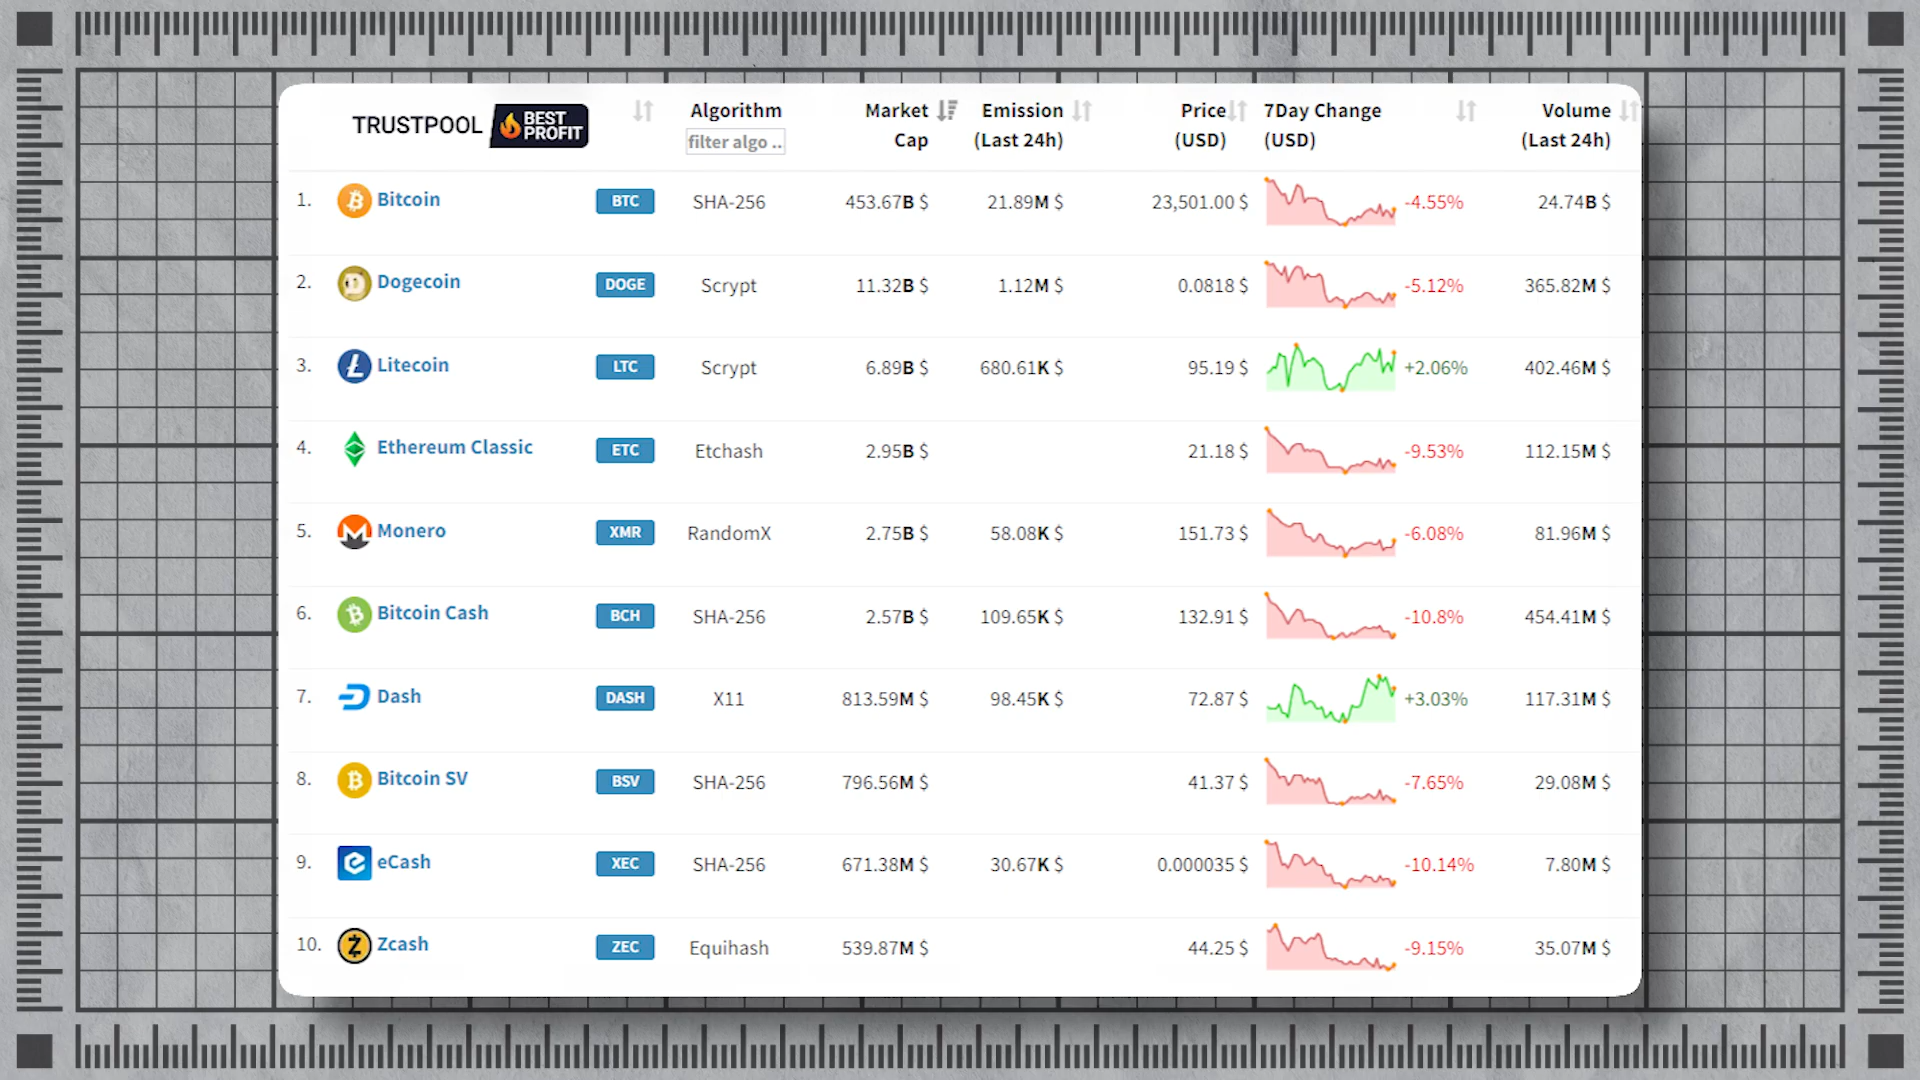 TRUSTPOOL BEST PROFIT Algorithm Market Cap Emission (Last 24h) Price (USD) 7Day Change (USD) Volume (Last 24h)
filter algo ..
1. Bitcoin BTC SHA-256 453.67B $ 21.89M $ 23,501.00 $ -4.55% 24.74B $
2. Dogecoin DOGE Scrypt 11.32B $ 1.12M $ 0.0818 $ -5.12% 365.82M $
3. Litecoin LTC Scrypt 6.89B $ 680.61K $ 95.19 $ +2.06% 402.46M $
4. Ethereum Classic ETC Etchash 2.95B $ 21.18 $ -9.53% 112.15M $
5. Monero XMR RandomX 2.75B $ 58.08K $ 151.73 $ -6.08% 81.96M $
6. Bitcoin Cash BCH SHA-256 2.57B $ 109.65K $ 132.91 $ -10.8% 454.41M $
7. Dash DASH X11 813.59M $ 98.45K $ 72.87 $ +3.03% 117.31M $
8. Bitcoin SV BSV SHA-256 796.56M $ 41.37 $ -7.65% 29.08M $
9. eCash XEC SHA-256 671.38M $ 30.67K $ 0.000035 $ -10.14% 7.80M $
10. Zcash ZEC Equihash 539.87M $ 44.25 $ -9.15% 35.07M $